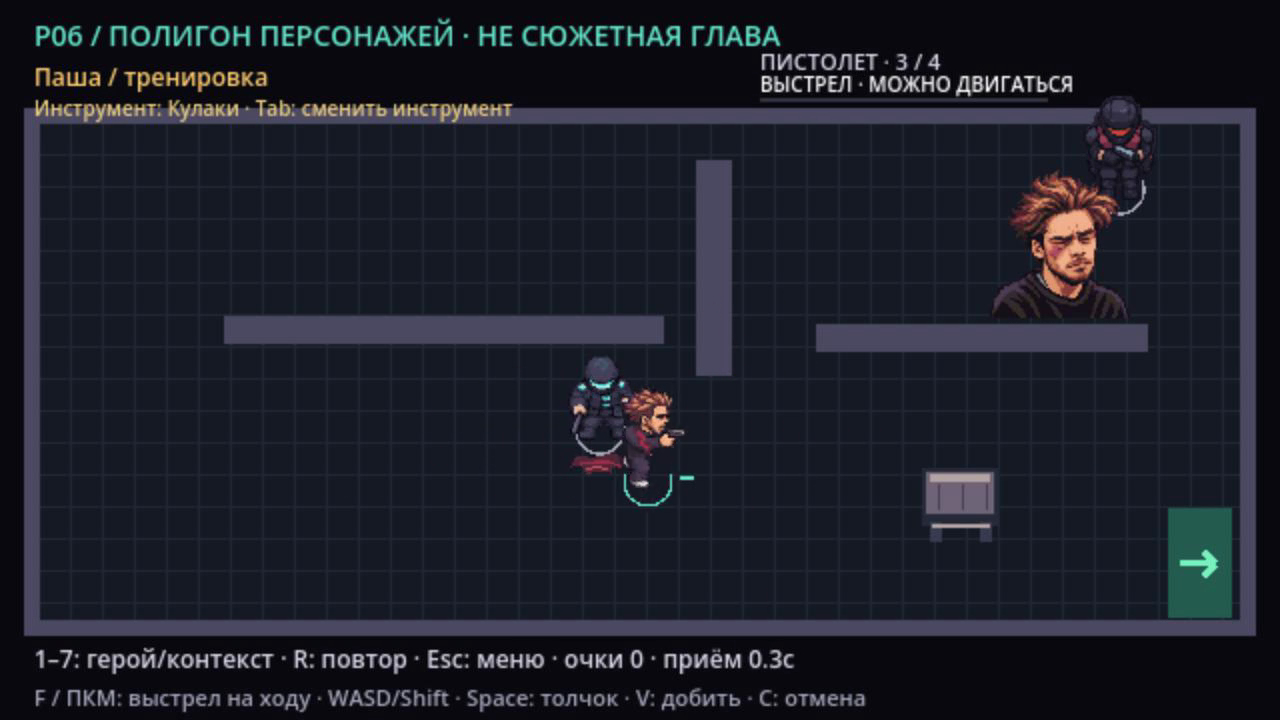 P06 / ПОЛИГОН ПЕРСОНАЖЕЙ · НЕ СЮЖЕТНАЯ ГЛАВА
ПИСТОЛЕТ · 3 / 4
Паша / тренировка
ВЫСТРЕЛ · МОЖНО ДВИГАТЬСЯ
Инструмент: Кулаки · Tab: сменить инструмент
→
1–7: герой/контекст · R: повтор · Esc: меню · очки 0 · приём 0.3с
F / ПКМ: выстрел на ходу · WASD/Shift · Space: толчок · V: добить · C: отмена